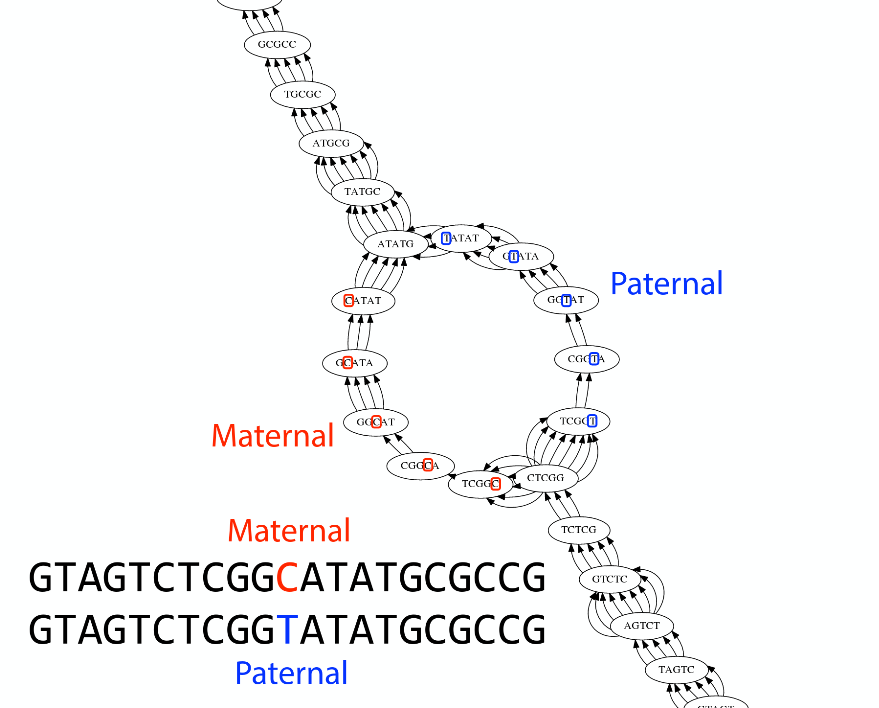 GCGCC
TGCGC
ATGCG
TATGC
ATATG
TATAT
GTATA
CATAT
GGTAT
Paternal
GCATA
CGGTA
GGCAT
TCGGT
Maternal
CGGCA
TCGGC
CTCGG
TCTCG
Maternal
GTAGTCTCGGCATATGCGCCG
GTCTC
GTAGTCTCGGTATATGCGCCG
AGTCT
Paternal
TAGTC